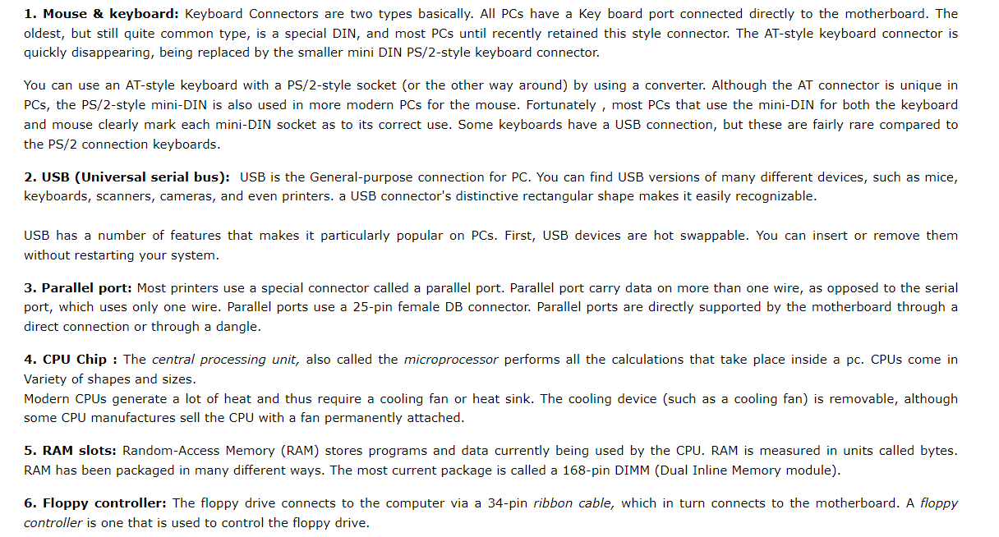 1. Mouse & keyboard: Keyboard Connectors are two types basically. All PCs have a Key board port connected directly to the motherboard. The
oldest, but still quite common type, is a special DIN, and most PCs until recently retained this style connector. The AT-style keyboard connector is
quickly disappearing, being replaced by the smaller mini DIN PS/2-style keyboard connector.
You can use an AT-style keyboard with a PS/2-style socket (or the other way around) by using a converter. Although the AT connector is unique in
PCs, the PS/2-style mini-DIN is also used in more modern PCs for the mouse. Fortunately , most PCs that use the mini-DIN for both the keyboard
and mouse clearly mark each mini-DIN socket as to its correct use. Some keyboards have a USB connection, but these are fairly rare compared to
the PS/2 connection keyboards.
2. USB (Universal serial bus): USB is the General-purpose connection for PC. You can find USB versions of many different devices, such as mice,
keyboards, scanners, cameras, and even printers. a USB connector's distinctive rectangular shape makes it easily recognizable.
USB has a number of features that makes it particularly popular on PCs. First, USB devices are hot swappable. You can insert or remove them
without restarting your system.
3. Parallel port: Most printers use a special connector called a parallel port. Parallel port carry data on more than one wire, as opposed to the serial
port, which uses only one wire. Parallel ports use a 25-pin female DB connector. Parallel ports are directly supported by the motherboard through a
direct connection or through a dangle.
4. CPU Chip : The central processing unit, also called the microprocessor performs all the calculations that take place inside a pc. CPUs come in
Variety of shapes and sizes.
Modern CPUs generate a lot of heat and thus require a cooling fan or heat sink. The cooling device (such as a cooling fan) is removable, although
some CPU manufactures sell the CPU with a fan permanently attached.
5. RAM slots: Random-Access Memory (RAM) stores programs and data currently being used by the CPU. RAM is measured in units called bytes.
RAM has been packaged in many different ways. The most current package is called a 168-pin DIMM (Dual Inline Memory module).
6. Floppy controller: The floppy drive connects to the computer via a 34-pin ribbon cable, which in turn connects to the motherboard. A floppy
controller is one that is used to control the floppy drive.